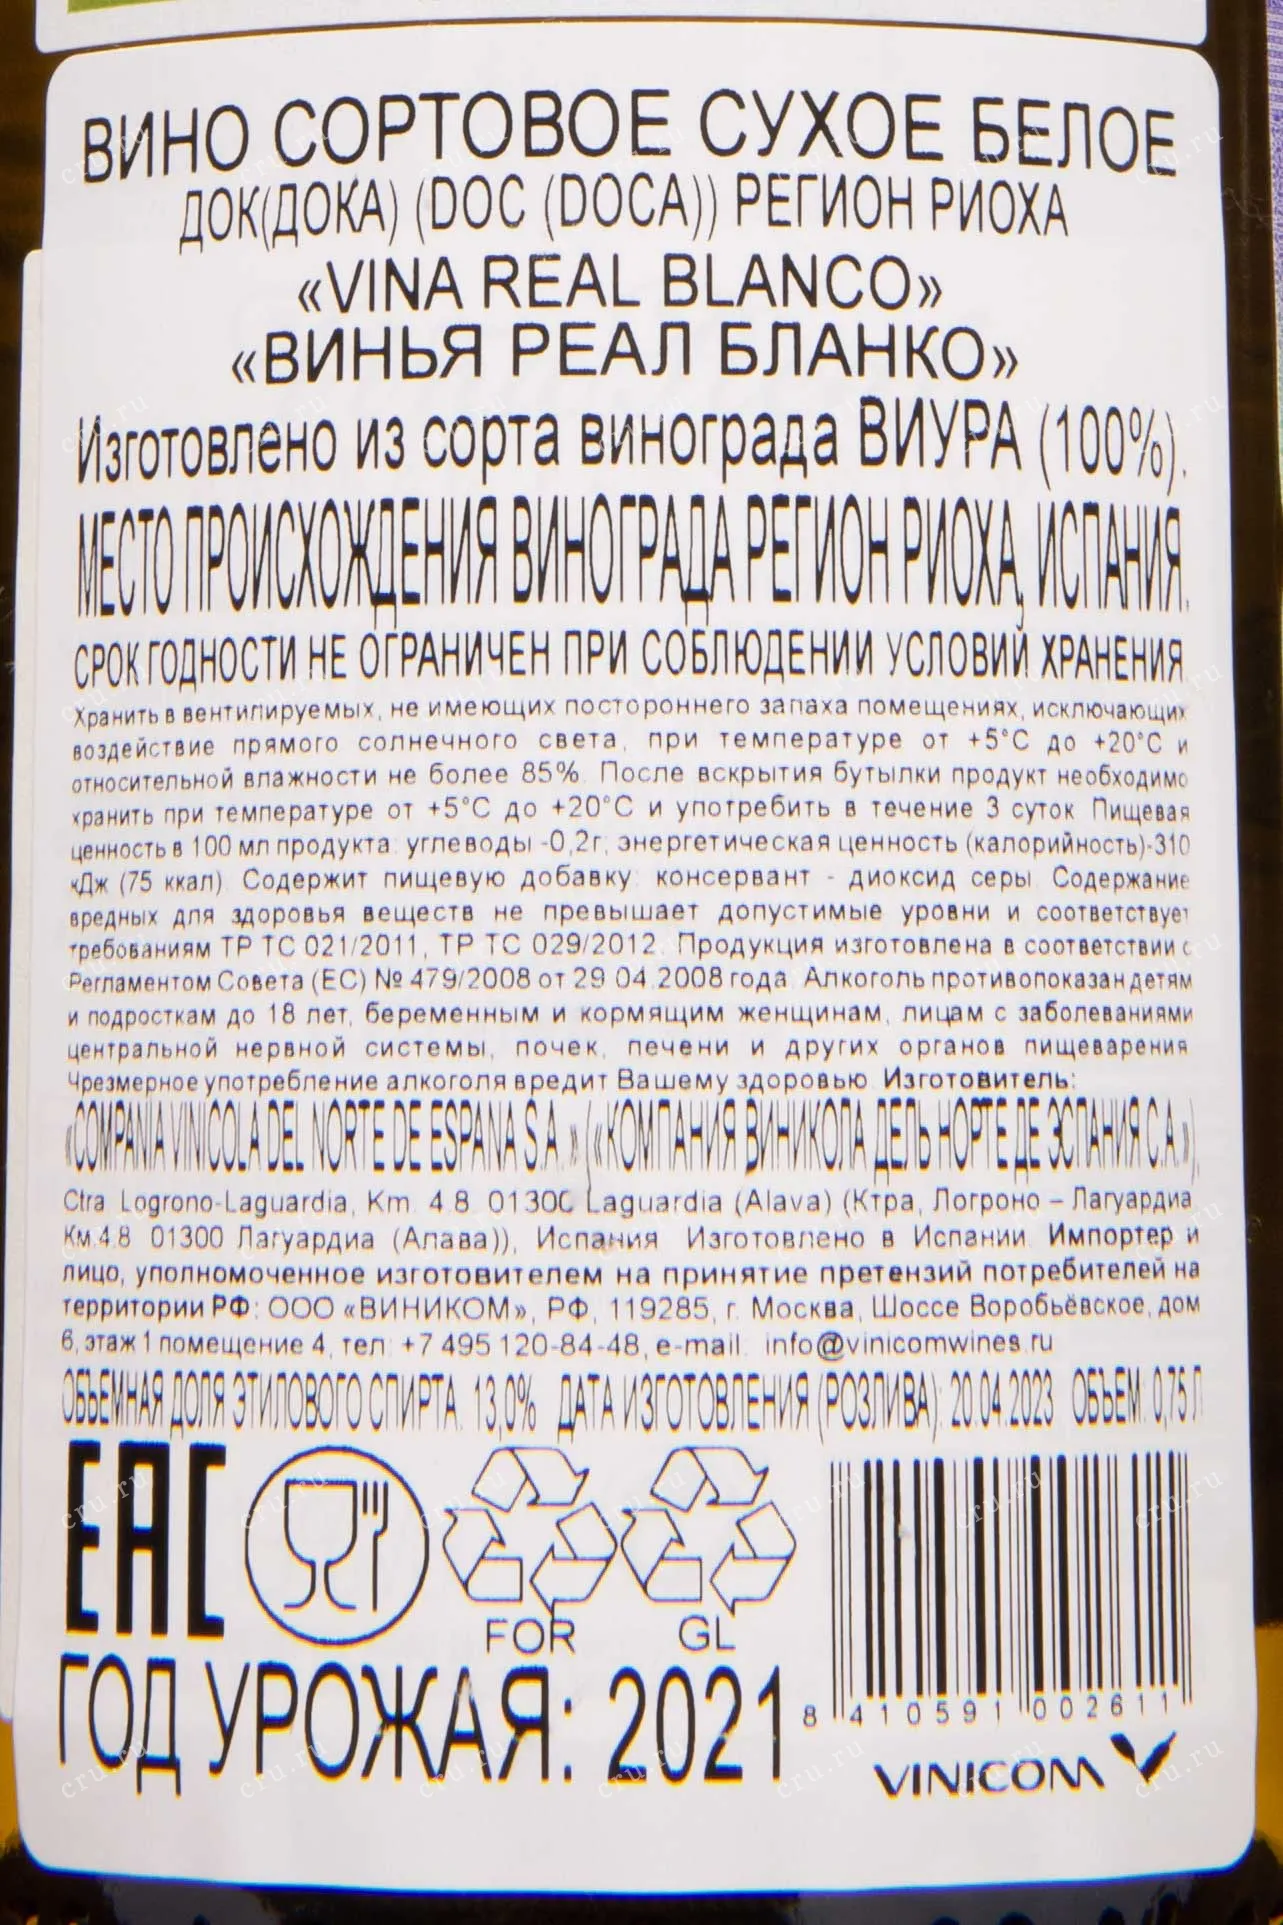 ВИНО СОРТОВОЕ СУХОЕ БЕЛОЕ
ДОК(ДОКА) (DOC (DOCA)) РЕГИОН РИОХА
«VINA REAL BLANCO»
«ВИНЬЯ РЕАЛ БЛАНКО»
Изготовлено из сорта винограда ВИУРА (100%).
МЕСТО ПРОИСХОЖДЕНИЯ ВИНОГРАДА РЕГИОН РИОХА, ИСПАНИЯ.
СРОК ГОДНОСТИ НЕ ОГРАНИЧЕН ПРИ СОБЛЮДЕНИИ УСЛОВИЙ ХРАНЕНИЯ
Хранить в вентилируемых, не имеющих постороннего запаха помещениях, исключающих
воздействие прямого солнечного света, при температуре от +5°С до +20°С и
относительной влажности не более 85%. После вскрытия бутылки продукт необходимо
хранить при температуре от +5°С до +20°С и употребить в течение 3 суток. Пищевая
ценность в 100 мл продукта: углеводы -0,2г; энергетическая ценность (калорийность)-310
кДж (75 ккал). Содержит пищевую добавку: консервант - диоксид серы. Содержание
вредных для здоровья веществ не превышает допустимые уровни и соответствует
требованиям ТР ТС 021/2011, ТР ТС 029/2012. Продукция изготовлена в соответствии с
Регламентом Совета (ЕС) № 479/2008 от 29.04.2008 года. Алкоголь противопоказан детям
и подросткам до 18 лет, беременным и кормящим женщинам, лицам с заболеваниями
центральной нервной системы, почек, печени и других органов пищеварения
Чрезмерное употребление алкоголя вредит Вашему здоровью. Изготовитель:
«COMPANIA VINICOLA DEL NORTE DE ESPANA S.A.» («КОМПАНИЯ ВИНИКОЛА ДЕЛЬ НОРТЕ ДЕ ЭСПАНИЯ С.А.»),
Ctra. Logrono-Laguardia, Km. 4.8. 01300 Laguardia (Alava) (Ктра, Логроно – Лагуардиа
Км.4.8. 01300 Лагуардиа (Алава)), Испания. Изготовлено в Испании. Импортер и
лицо, уполномоченное изготовителем на принятие претензий потребителей на
территории РФ: ООО «ВИНИКОМ», РФ, 119285, г. Москва, Шоссе Воробьёвское, дом
6, этаж 1 помещение 4, тел: +7 495 120-84-48, e-mail: info@vinicomwines.ru
ОБЪЕМНАЯ ДОЛЯ ЭТИЛОВОГО СПИРТА: 13,0% ДАТА ИЗГОТОВЛЕНИЯ (РОЗЛИВА): 20.04.2023 ОБЪЕМ: 0,75 Л
EAC
FOR GL
ГОД УРОЖАЯ: 2021
8 410591 002611
VINICOM
cru.ru